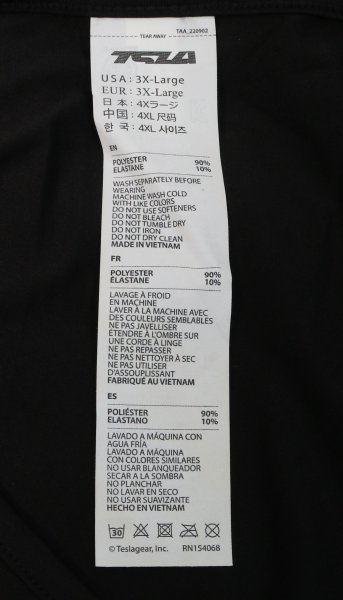 TAA_220902
TEAR AWAY
TSLA
USA : 3X-Large
EUR : 3X-Large
日 本 : 4Xラージ
中国 : 4XL 尺码
한 국 : 4XL 사이즈
EN
POLYESTER 90%
ELASTANE 10%
WASH SEPARATELY BEFORE
WEARING
MACHINE WASH COLD
WITH LIKE COLORS
DO NOT USE SOFTENERS
DO NOT BLEACH
DO NOT TUMBLE DRY
DO NOT IRON
DO NOT DRY CLEAN
MADE IN VIETNAM
FR
POLYESTER 90%
ÉLASTANE 10%
LAVAGE À FROID
EN MACHINE
LAVER À LA MACHINE AVEC
DES COULEURS SEMBLABLES
NE PAS JAVELLISER
ÉTENDRE À L'OMBRE SUR
UNE CORDE À LINGE
NE PAS REPASSER
NE PAS NETTOYER À SEC
NE PAS UTILISER
D'ASSOUPLISSANT
FABRIQUÉ AU VIETNAM
ES
POLIÉSTER 90%
ELASTANO 10%
LAVADO A MÁQUINA CON
AGUA FRÍA
LAVADO A MÁQUINA
CON COLORES SIMILARES
NO USAR BLANQUEADOR
SECAR A LA SOMBRA
NO PLANCHAR
NO LAVAR EN SECO
NO USAR SUAVIZANTE
HECHO EN VIETNAM
30
© Teslagear, Inc. RN154068